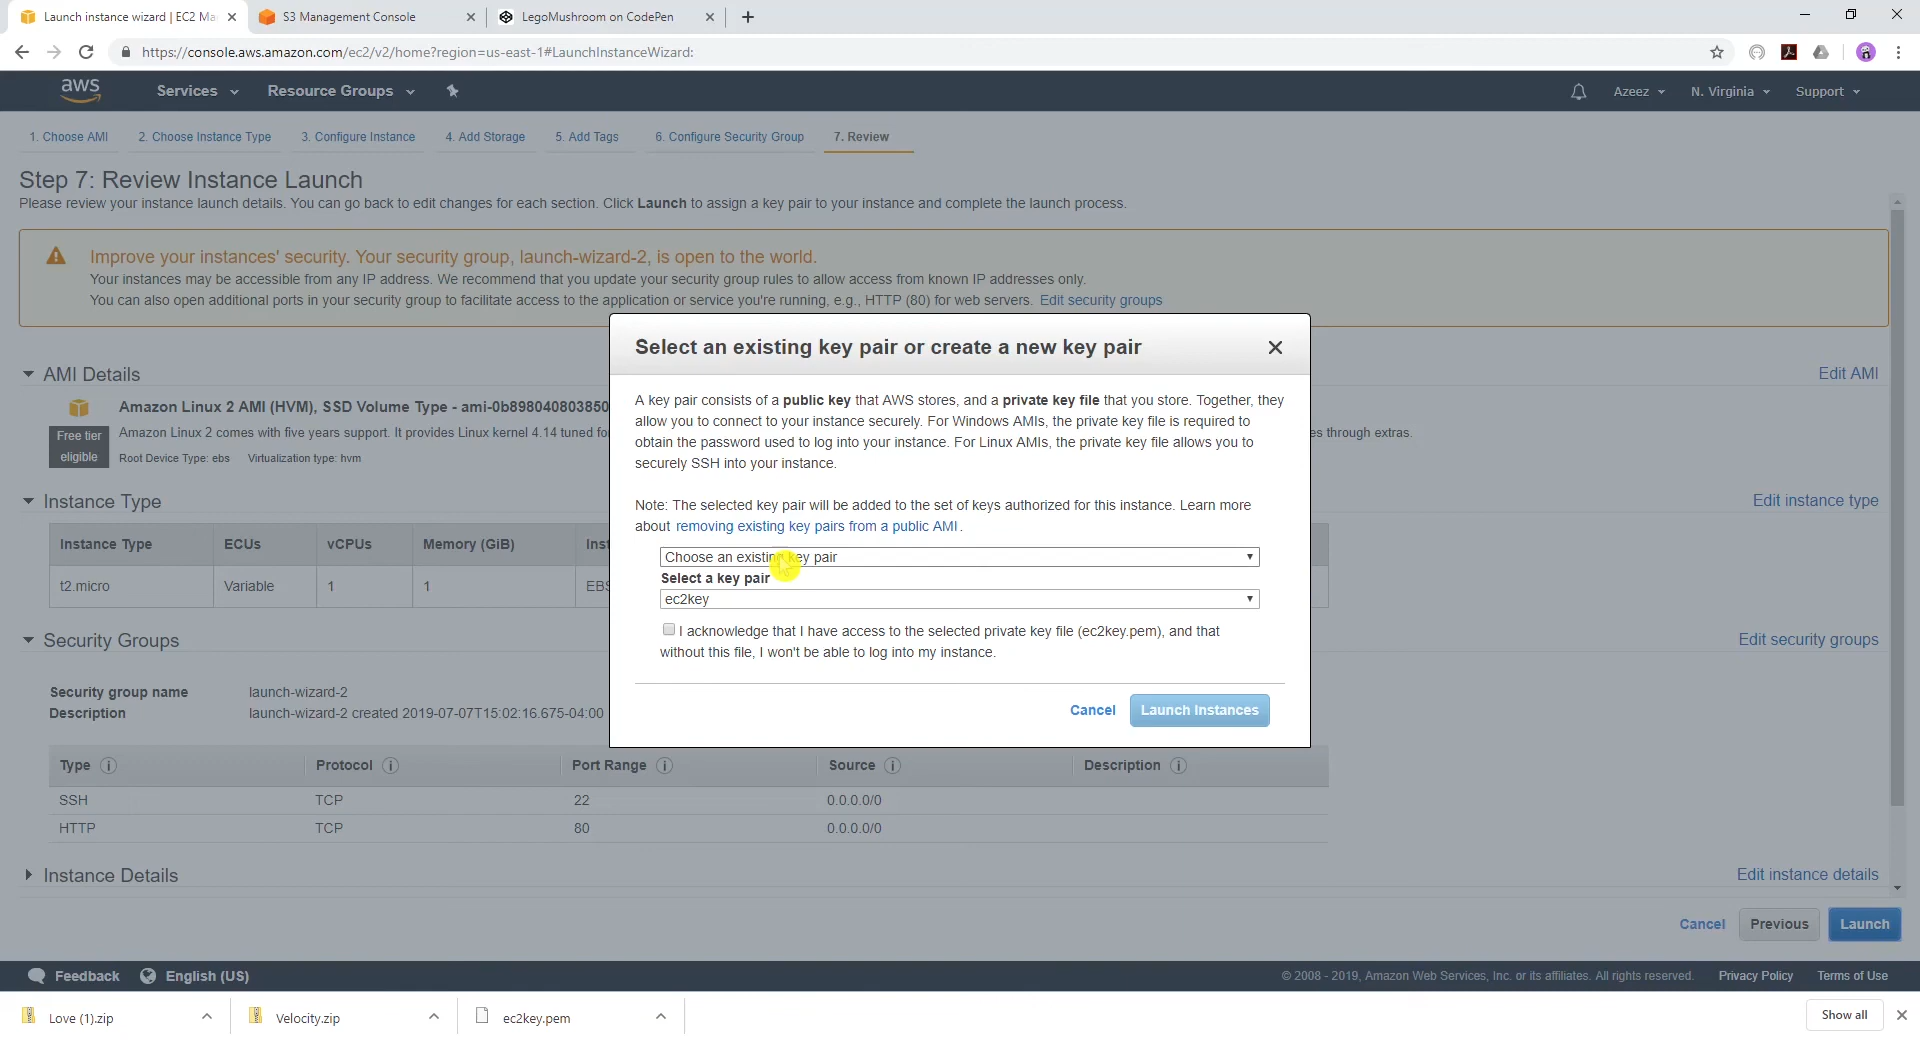 Launch instance wizard | EC2 Ma
S3 Management Console
LegoMushroom on CodePen
https://console.aws.amazon.com/ec2/v2/home?region=us-east-1#LaunchInstanceWizard:
aws
Services
Resource Groups
Azeez
N. Virginia
Support
1. Choose AMI
2. Choose Instance Type
3. Configure Instance
4. Add Storage
5. Add Tags
6. Configure Security Group
7. Review
Step 7: Review Instance Launch
Please review your instance launch details. You can go back to edit changes for each section. Click Launch to assign a key pair to your instance and complete the launch process.
Improve your instances' security. Your security group, launch-wizard-2, is open to the world.
Your instances may be accessible from any IP address. We recommend that you update your security group rules to allow access from known IP addresses only.
You can also open additional ports in your security group to facilitate access to the application or service you're running, e.g., HTTP (80) for web servers. Edit security groups
Select an existing key pair or create a new key pair
A key pair consists of a public key that AWS stores, and a private key file that you store. Together, they
allow you to connect to your instance securely. For Windows AMIs, the private key file is required to
obtain the password used to log into your instance. For Linux AMIs, the private key file allows you to
securely SSH into your instance.
Note: The selected key pair will be added to the set of keys authorized for this instance. Learn more
about removing existing key pairs from a public AMI.
Choose an existing key pair
Select a key pair
ec2key
I acknowledge that I have access to the selected private key file (ec2key.pem), and that
without this file, I won't be able to log into my instance.
Cancel
Launch Instances
AMI Details
Edit AMI
Amazon Linux 2 AMI (HVM), SSD Volume Type - ami-0b898040803850
Free tier
eligible
Amazon Linux 2 comes with five years support. It provides Linux kernel 4.14 tuned fo
es through extras.
Root Device Type: ebs
Virtualization type: hvm
Instance Type
Edit instance type
Instance Type
ECUs
vCPUs
Memory (GiB)
Inst
t2.micro
Variable
1
1
EBS
Security Groups
Edit security groups
Security group name
launch-wizard-2
Description
launch-wizard-2 created 2019-07-07T15:02:16.675-04:00
Type
Protocol
Port Range
Source
Description
SSH
TCP
22
0.0.0.0/0
HTTP
TCP
80
0.0.0.0/0
Instance Details
Edit instance details
Cancel
Previous
Launch
Feedback
English (US)
© 2008 - 2019, Amazon Web Services, Inc. or its affiliates. All rights reserved.
Privacy Policy
Terms of Use
Love (1).zip
Velocity.zip
ec2key.pem
Show all